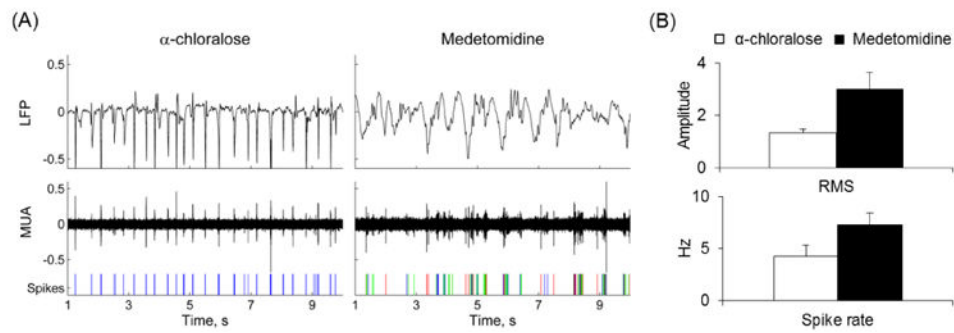 (A)
α-chloralose
Medetomidine
LFP
0.5
0
-0.5
MUA
0.5
0
-0.5
Spikes
1 3 5 7 9
Time, s
1 3 5 7 9
Time, s
(B)
α-chloralose Medetomidine
Amplitude
4
2
0
RMS
Hz
10
5
0
Spike rate